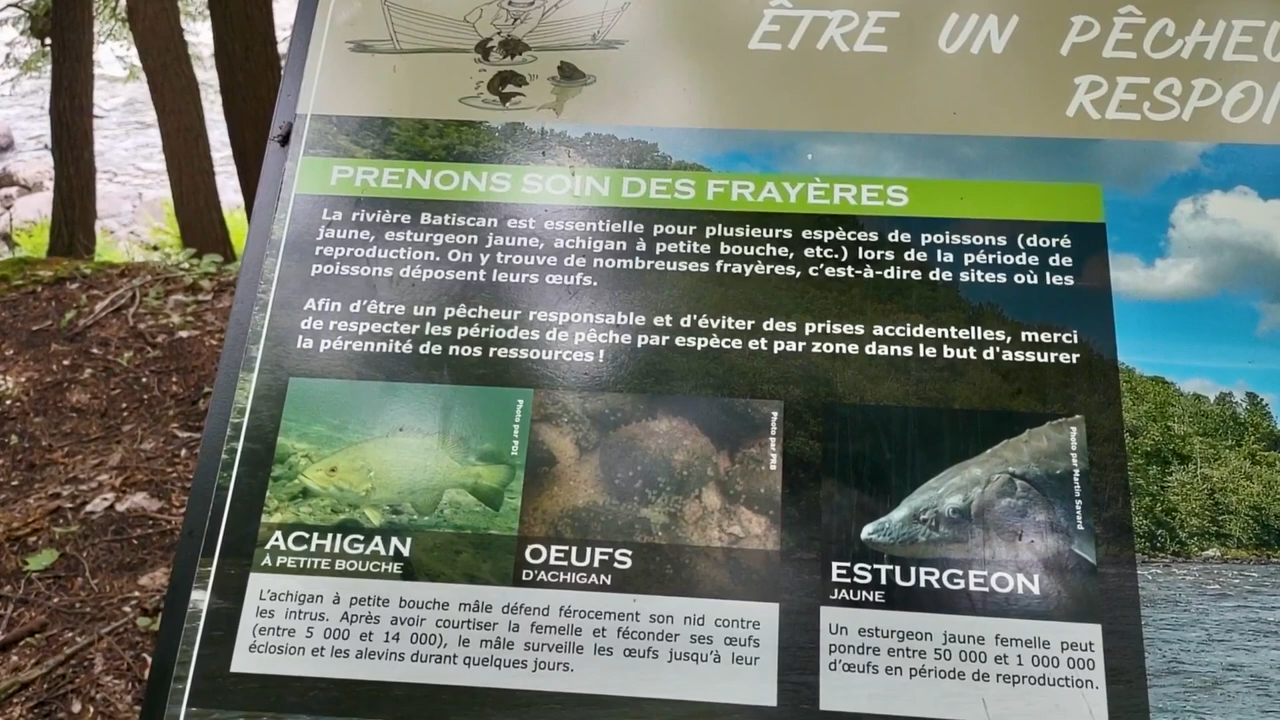 ÊTRE UN
PRENONS SOIN DES FRAYÈRES
La rivière Batiscan est essentielle pour plusieurs espèces de poissons (doré
jaune, esturgeon jaune, achigan à petite bouche, etc.) lors de la période de
reproduction. On y trouve de nombreuses frayères, c’est-à-dire de sites où les
poissons déposent leurs œufs.
Afin d’être un pêcheur responsable et d'éviter des prises accidentelles, merci
de respecter les périodes de pêche par espèce et par zone dans le but d'assurer
la pérennité de nos ressources !
Photo par PDI
ACHIGAN
À PETITE BOUCHE
Photo par PRB
OEUFS
D'ACHIGAN
L’achigan à petite bouche mâle défend férocement son nid contre
les intrus. Après avoir courtiser la femelle et féconder ses œufs
(entre 5 000 et 14 000), le mâle surveille les œufs jusqu’à leur
éclosion et les alevins durant quelques jours.
Photo par Martin Savard
ESTURGEON
JAUNE
Un esturgeon jaune femelle peut
pondre entre 50 000 et 1 000 000
d’œufs en période de reproduction.